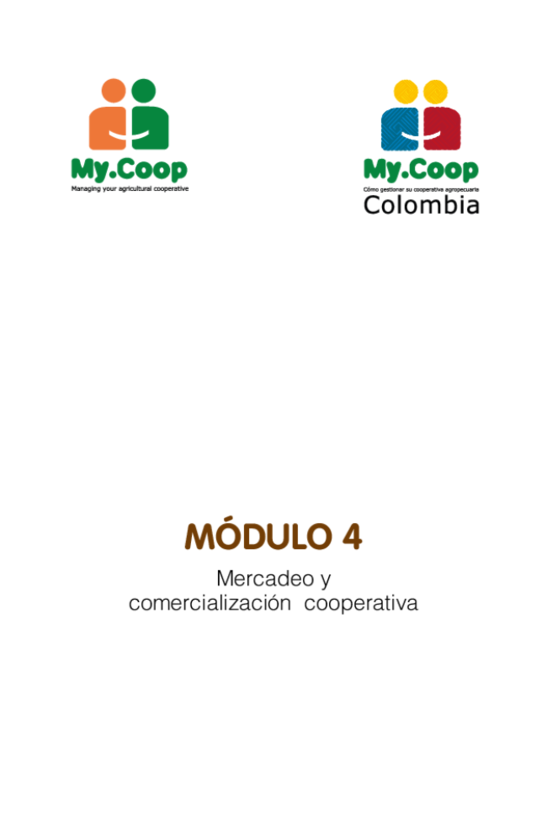 My.Coop
Managing your agricultural cooperative
My.Coop
Cómo gestionar su cooperativa agropecuaria
Colombia
MÓDULO 4
Mercadeo y
comercialización cooperativa